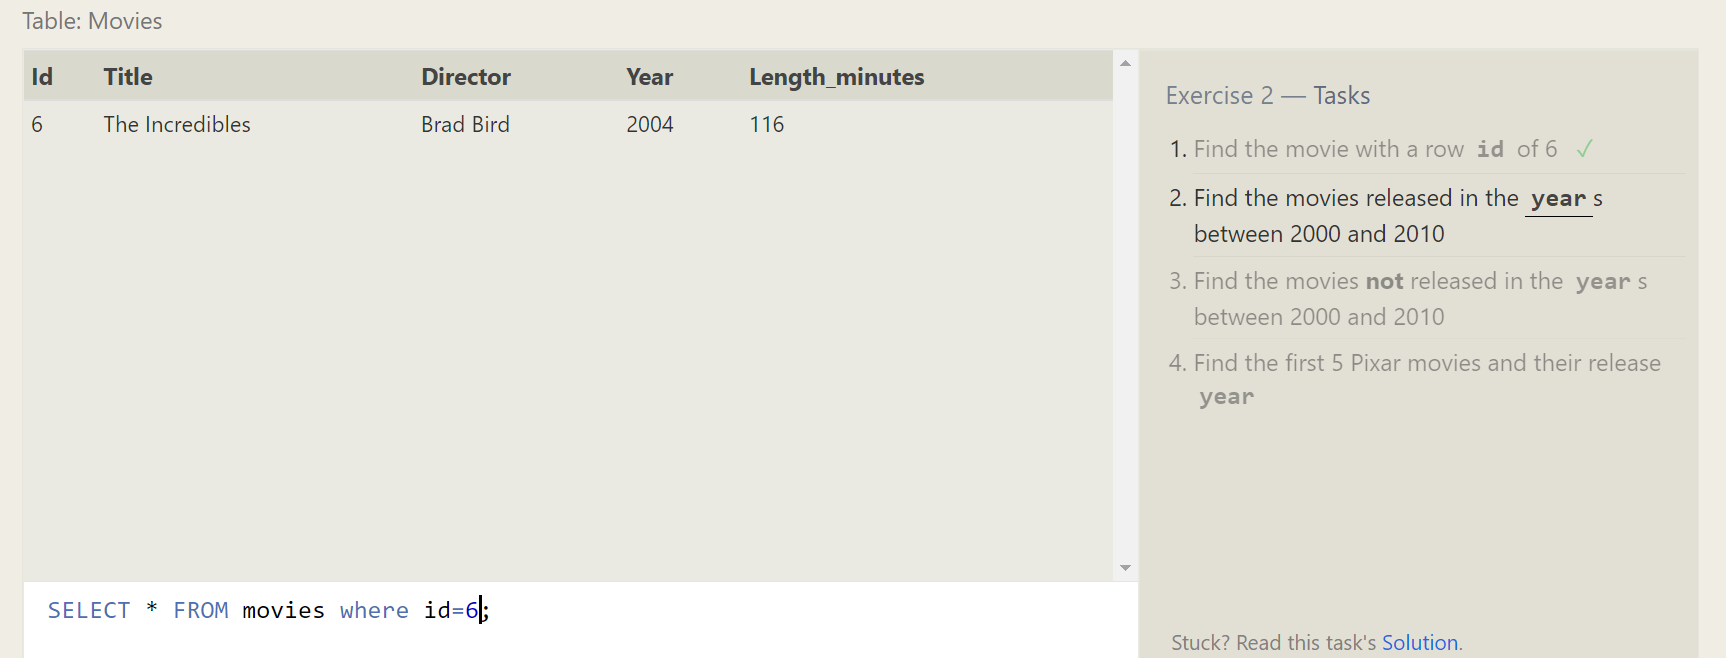 Table: Movies
Id Title Director Year Length_minutes
6 The Incredibles Brad Bird 2004 116
SELECT * FROM movies where id=6;
Exercise 2 — Tasks
1. Find the movie with a row id of 6 ✓
2. Find the movies released in the year s
between 2000 and 2010
3. Find the movies not released in the year s
between 2000 and 2010
4. Find the first 5 Pixar movies and their release
year
Stuck? Read this task's Solution.